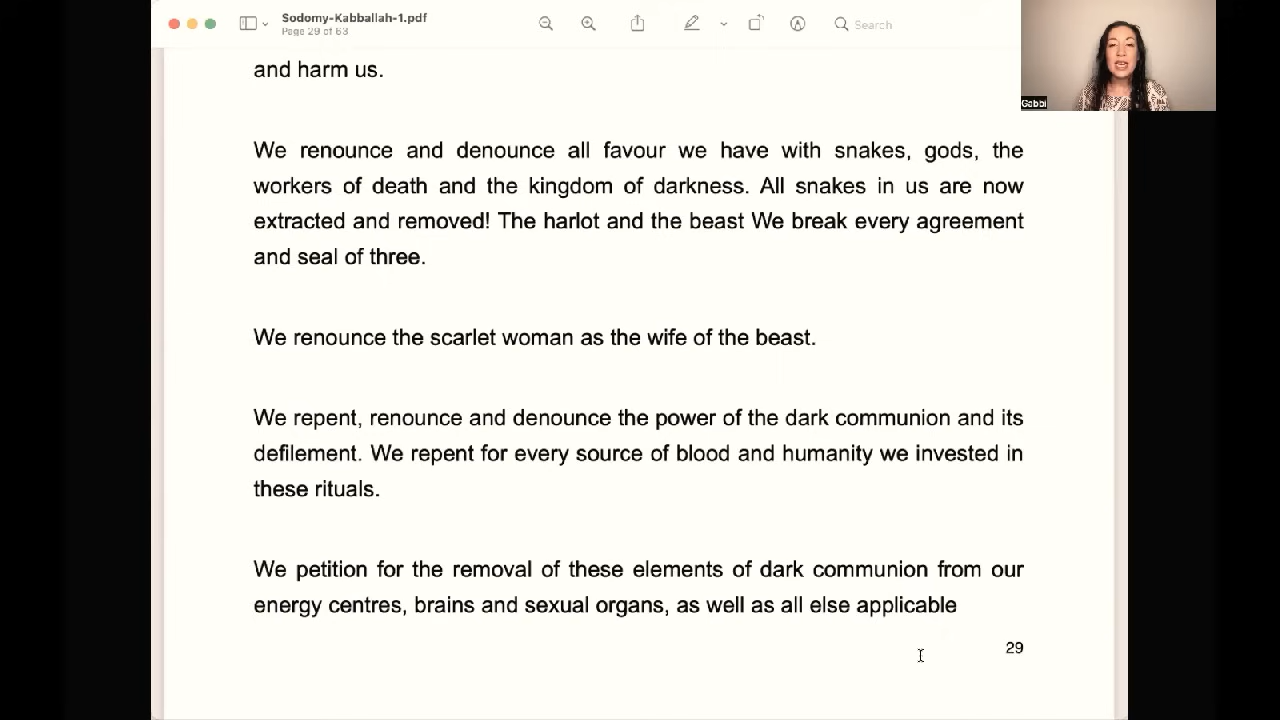 Sodomy-Kabballah-1.pdf
Page 29 of 63
Search
Gabbi
and harm us.
We renounce and denounce all favour we have with snakes, gods, the
workers of death and the kingdom of darkness. All snakes in us are now
extracted and removed! The harlot and the beast We break every agreement
and seal of three.
We renounce the scarlet woman as the wife of the beast.
We repent, renounce and denounce the power of the dark communion and its
defilement. We repent for every source of blood and humanity we invested in
these rituals.
We petition for the removal of these elements of dark communion from our
energy centres, brains and sexual organs, as well as all else applicable
29